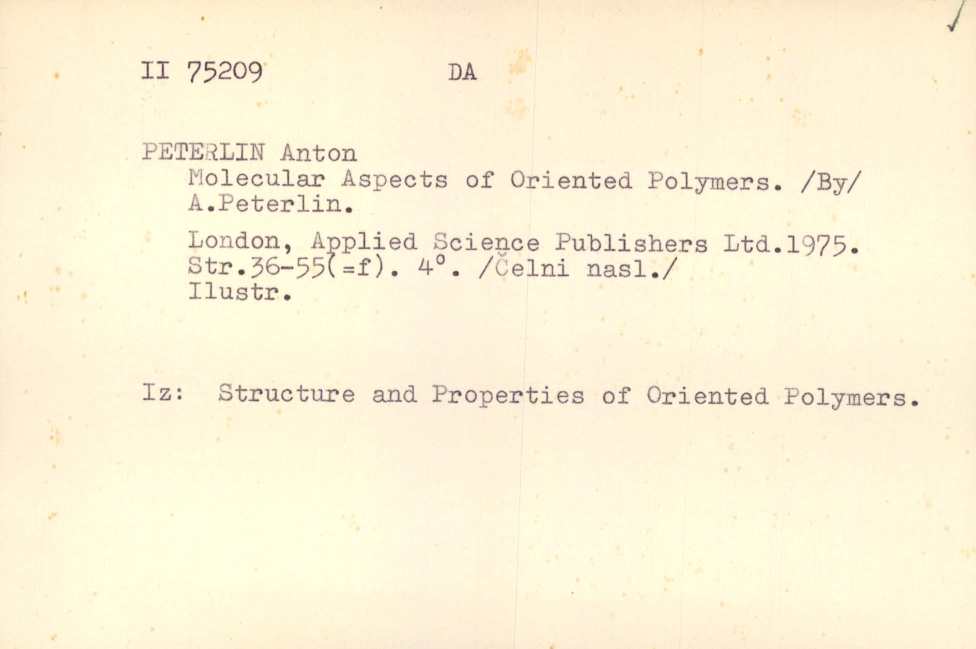 II 75209 DA
PETERLIN Anton
Molecular Aspects of Oriented Polymers. /By/
A.Peterlin.
London, Applied Science Publishers Ltd.1975.
Str.36-55(=f). 4°. /Čelni nasl./
Ilustr.
Iz: Structure and Properties of Oriented Polymers.